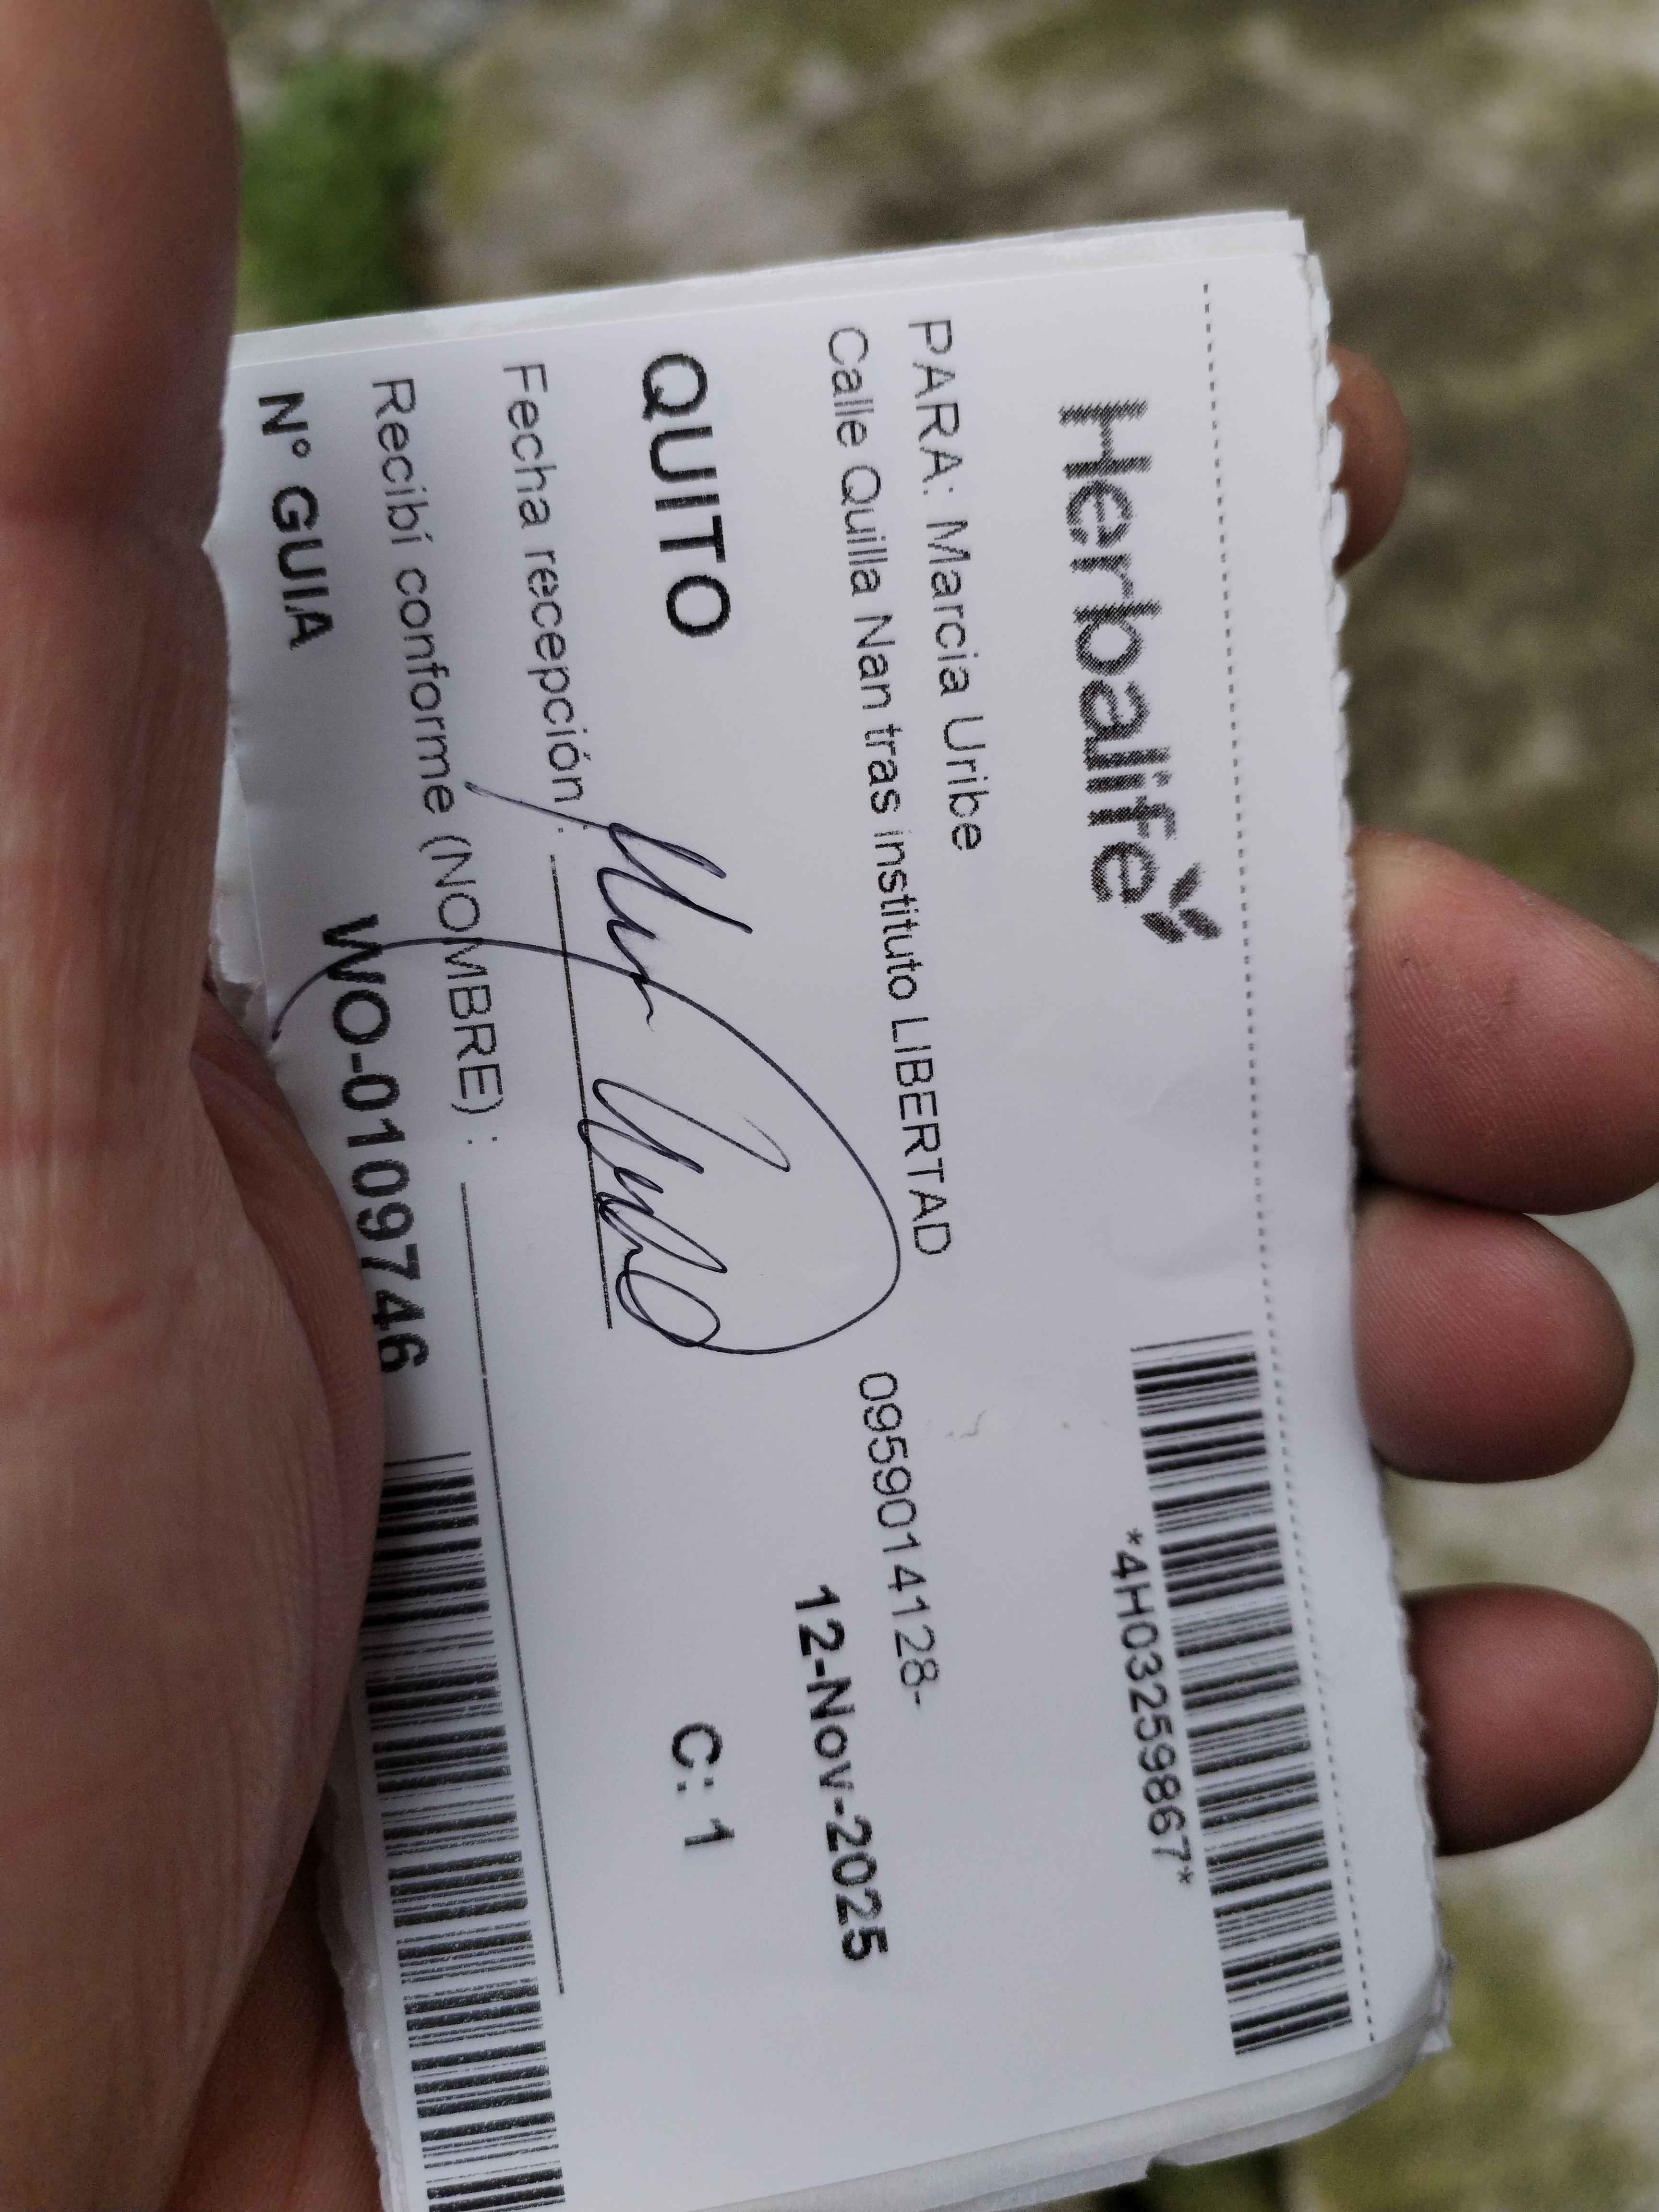 Herbalife
*4H03259867*
PARA: Marcia Uribe
Calle Quilla Nan tras instituto LIBERTAD 0959014128-
12-Nov-2025
QUITO C: 1
Fecha recepción :
Recibí conforme (NOMBRE) :
N° GUIA WO-0109746